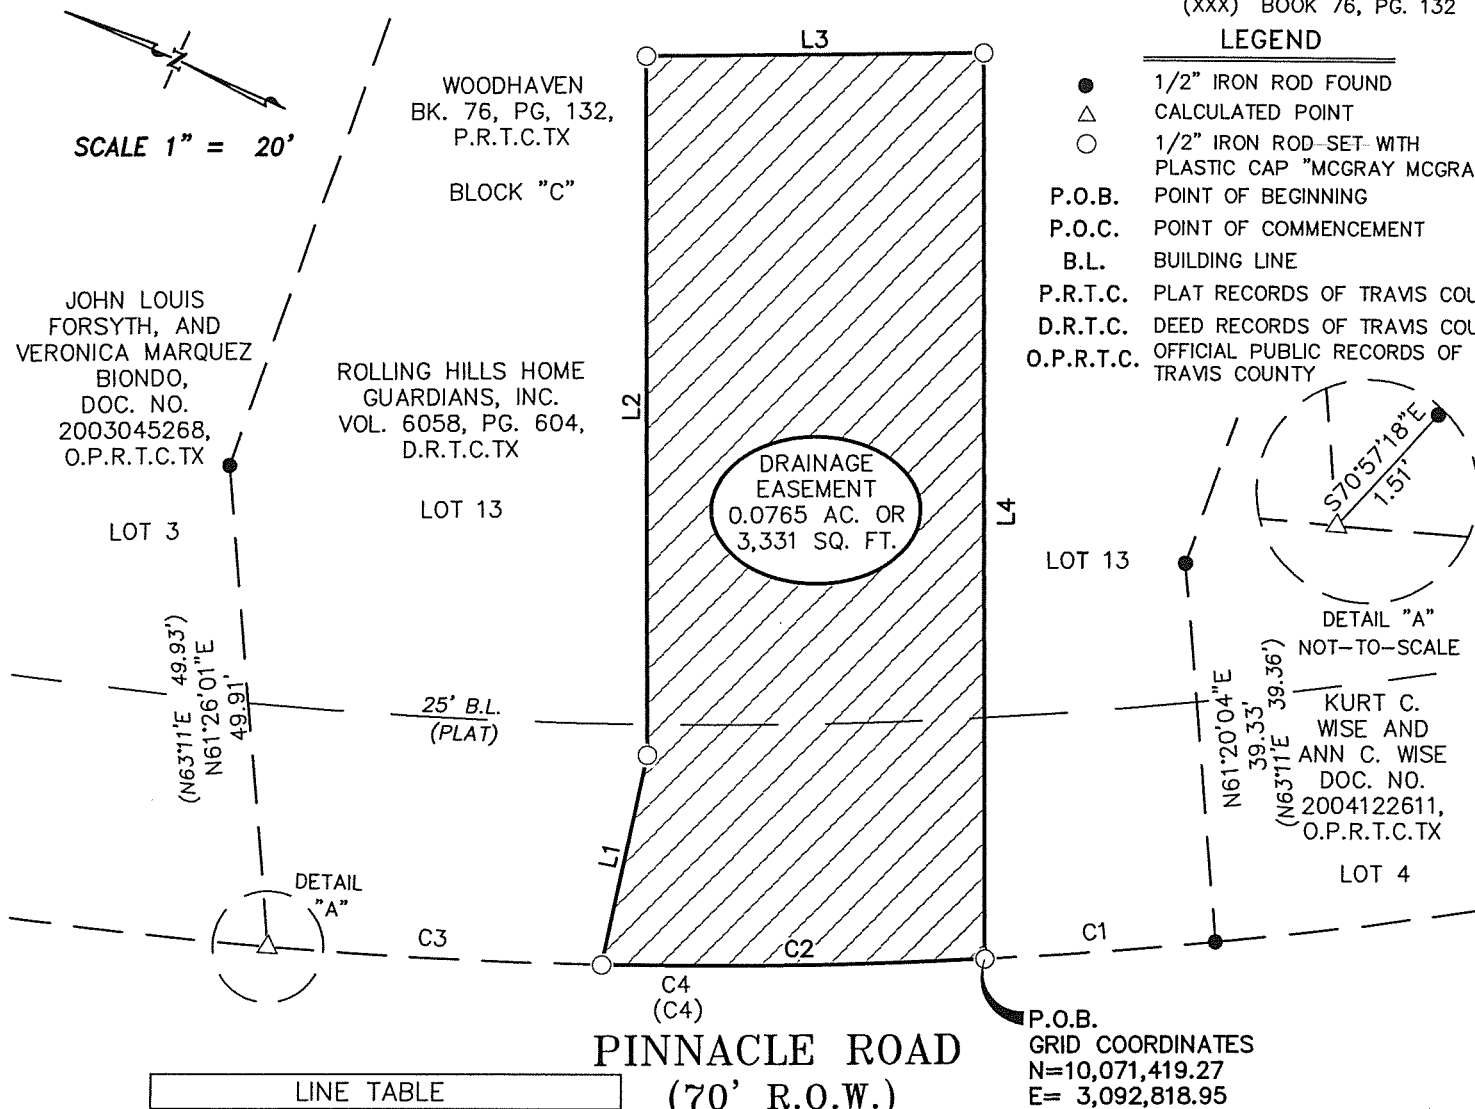 (XXX) BOOK 76, PG. 132
LEGEND
1/2" IRON ROD FOUND
CALCULATED POINT
1/2" IRON ROD SET WITH
PLASTIC CAP "MCGRAY MCGRA
P.O.B. POINT OF BEGINNING
P.O.C. POINT OF COMMENCEMENT
B.L. BUILDING LINE
P.R.T.C. PLAT RECORDS OF TRAVIS COU
D.R.T.C. DEED RECORDS OF TRAVIS COU
O.P.R.T.C. OFFICIAL PUBLIC RECORDS OF
TRAVIS COUNTY
N
SCALE 1" = 20'
WOODHAVEN
BK. 76, PG, 132,
P.R.T.C.TX
BLOCK "C"
L3
JOHN LOUIS
FORSYTH, AND
VERONICA MARQUEZ
BIONDO,
DOC. NO.
2003045268,
O.P.R.T.C.TX
LOT 3
ROLLING HILLS HOME
GUARDIANS, INC.
VOL. 6058, PG. 604,
D.R.T.C.TX
LOT 13
L2
DRAINAGE
EASEMENT
0.0765 AC. OR
3,331 SQ. FT.
L4
LOT 13
S70°57'18"E
1.51'
DETAIL "A"
NOT-TO-SCALE
(N63°11'E 49.93')
N61°26'01"E
49.91'
25' B.L.
(PLAT)
N61°20'04"E
39.33'
(N63°11'E 39.36')
KURT C.
WISE AND
ANN C. WISE
DOC. NO.
2004122611,
O.P.R.T.C.TX
LOT 4
L1
DETAIL
"A"
C3
C2
C1
C4
(C4)
PINNACLE ROAD
(70' R.O.W.)
P.O.B.
GRID COORDINATES
N=10,071,419.27
E= 3,092,818.95
LINE TABLE